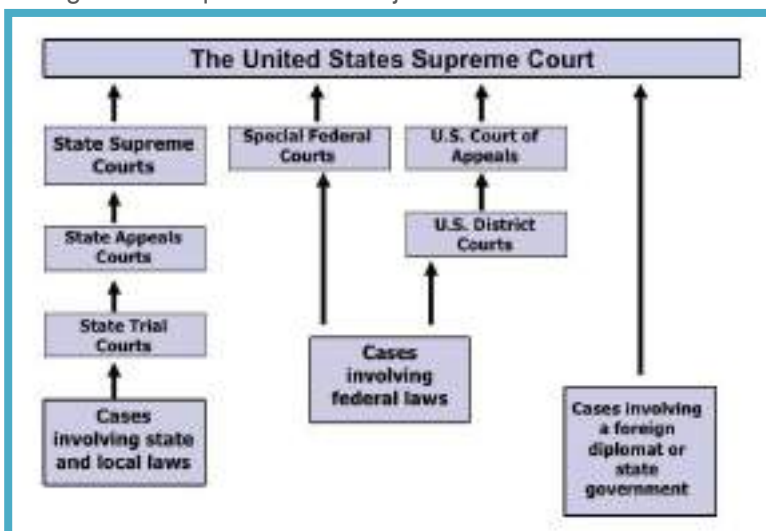 The United States Supreme Court
State Supreme
Courts
Special Federal
Courts
U.S. Court of
Appeals
State Appeals
Courts
U.S. District
Courts
State Trial
Courts
Cases
involving
federal laws
Cases
involving state
and local laws
Cases involving
a foreign
diplomat or
state
government